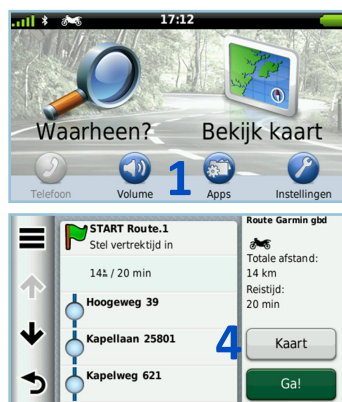 17:12
Waarheen? Bekijk kaart
1
Telefoon Volume Apps Instellingen
START Route.1
Stel vertrektijd in
14㎞ / 20 min
Hoogeweg 39
Kapellaan 25801
Kapelweg 621
Route Garmin gbd
Totale afstand:
14 km
Reistijd:
20 min
4
Kaart
Ga!